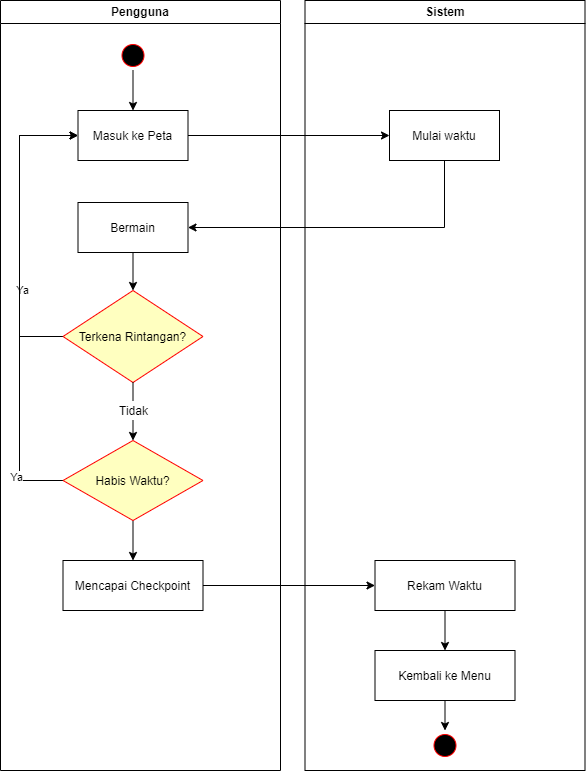 Pengguna
Sistem
Masuk ke Peta
Mulai waktu
Bermain
Ya
Terkena Rintangan?
Tidak
Ya
Habis Waktu?
Mencapai Checkpoint
Rekam Waktu
Kembali ke Menu